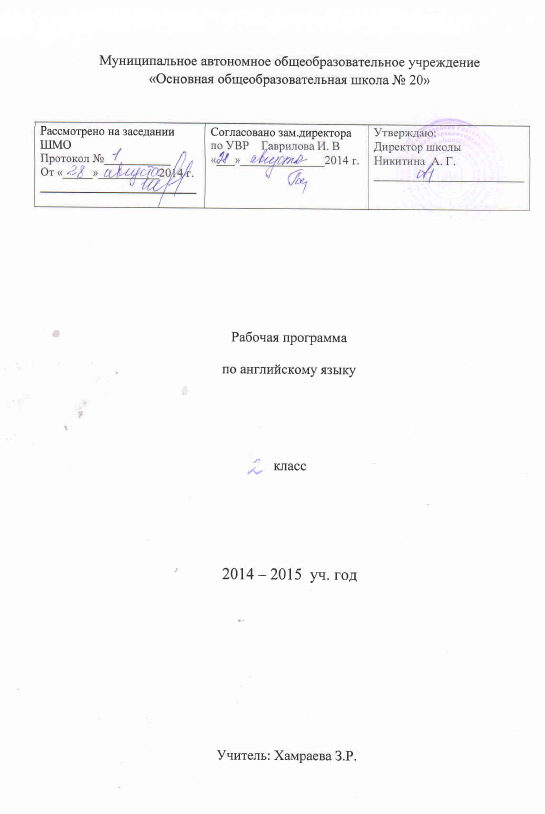 Муниципальное автономное общеобразовательное учреждение
«Основная общеобразовательная школа № 20»
Рассмотрено на заседании
ШМО
Протокол № 1
От « 28 » августа 2014 г.
Согласовано зам.директора
по УВР Гаврилова И. В
« 28 » августа 2014 г.
Утверждаю:
Директор школы
Никитина А. Г.
Рабочая программа
по английскому языку
2 класс
2014 – 2015 уч. год
Учитель: Хамраева З.Р.